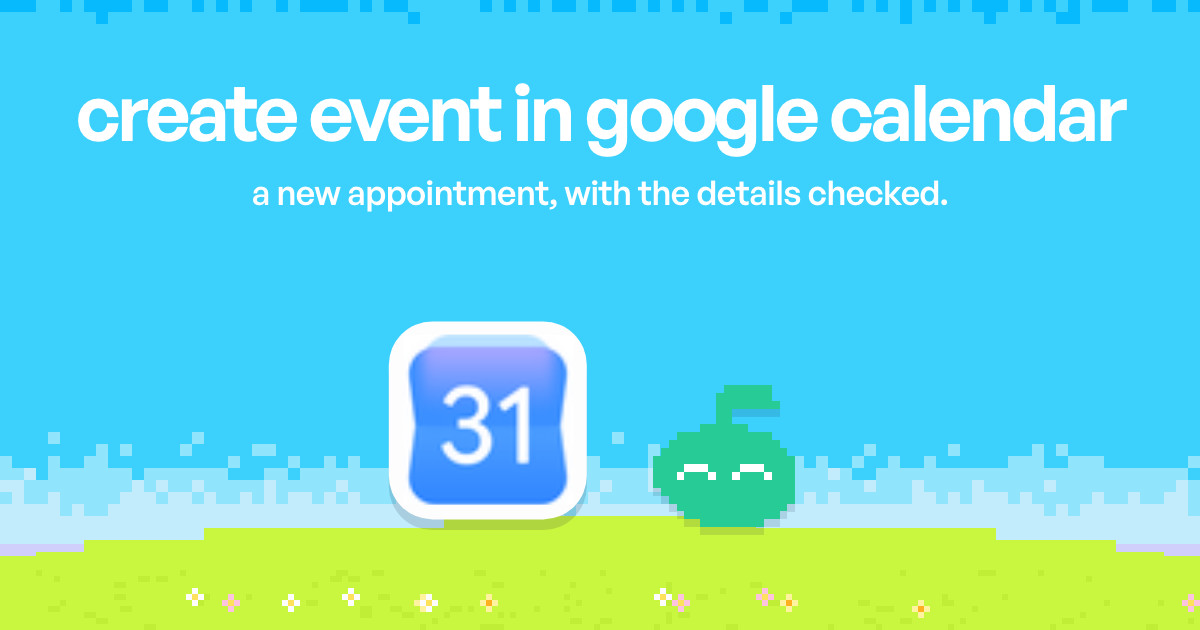 create event in google calendar
a new appointment, with the details checked.
31